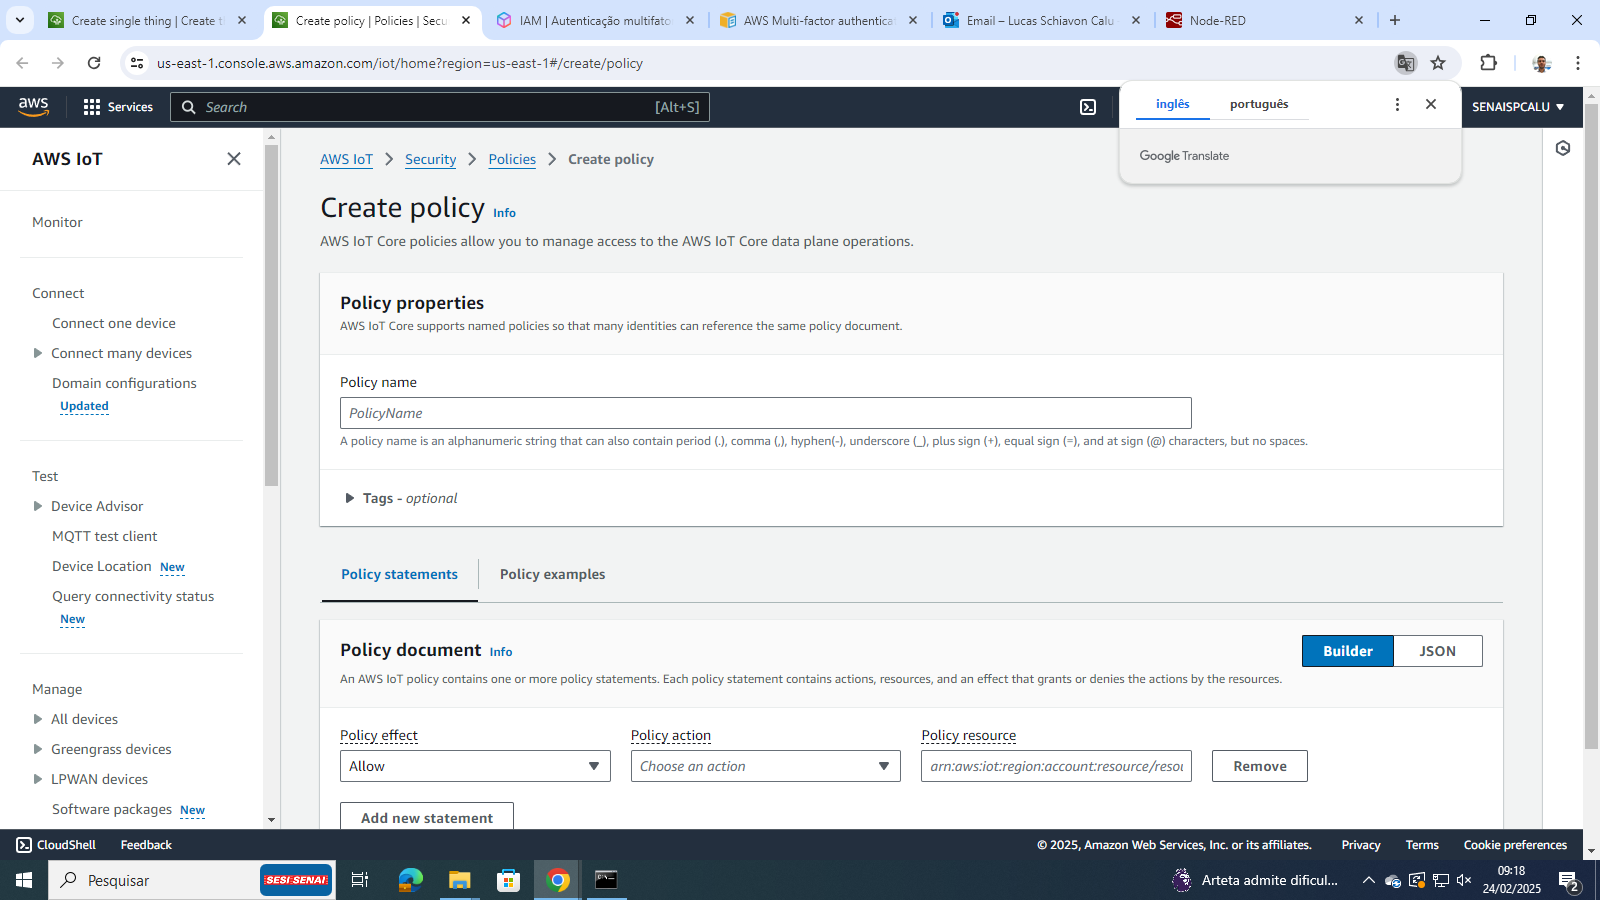 Create single thing | Create t
Create policy | Policies | Secu
IAM | Autenticação multifato
AWS Multi-factor authentica
Email – Lucas Schiavon Calu
Node-RED
us-east-1.console.aws.amazon.com/iot/home?region=us-east-1#/create/policy
aws
Services
Search
[Alt+S]
inglês
português
SENAISPCALU
Google Translate
AWS IoT
Monitor
Connect
Connect one device
Connect many devices
Domain configurations
Updated
Test
Device Advisor
MQTT test client
Device Location New
Query connectivity status
New
Manage
All devices
Greengrass devices
LPWAN devices
Software packages New
AWS IoT
Security
Policies
Create policy
Create policy Info
AWS IoT Core policies allow you to manage access to the AWS IoT Core data plane operations.
Policy properties
AWS IoT Core supports named policies so that many identities can reference the same policy document.
Policy name
PolicyName
A policy name is an alphanumeric string that can also contain period (.), comma (,), hyphen(-), underscore (_), plus sign (+), equal sign (=), and at sign (@) characters, but no spaces.
Tags - optional
Policy statements
Policy examples
Policy document Info
Builder
JSON
An AWS IoT policy contains one or more policy statements. Each policy statement contains actions, resources, and an effect that grants or denies the actions by the resources.
Policy effect
Policy action
Policy resource
Allow
Choose an action
arn:aws:iot:region:account:resource/resou
Remove
Add new statement
CloudShell
Feedback
© 2025, Amazon Web Services, Inc. or its affiliates.
Privacy
Terms
Cookie preferences
Pesquisar
SESI SENAI
Arteta admite dificul...
09:18
24/02/2025
2